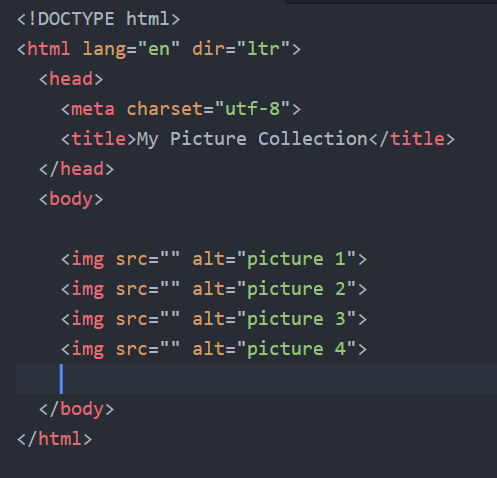 <!DOCTYPE html>
<html lang="en" dir="ltr">
  <head>
    <meta charset="utf-8">
    <title>My Picture Collection</title>
  </head>
  <body>

    <img src="" alt="picture 1">
    <img src="" alt="picture 2">
    <img src="" alt="picture 3">
    <img src="" alt="picture 4">

  </body>
</html>